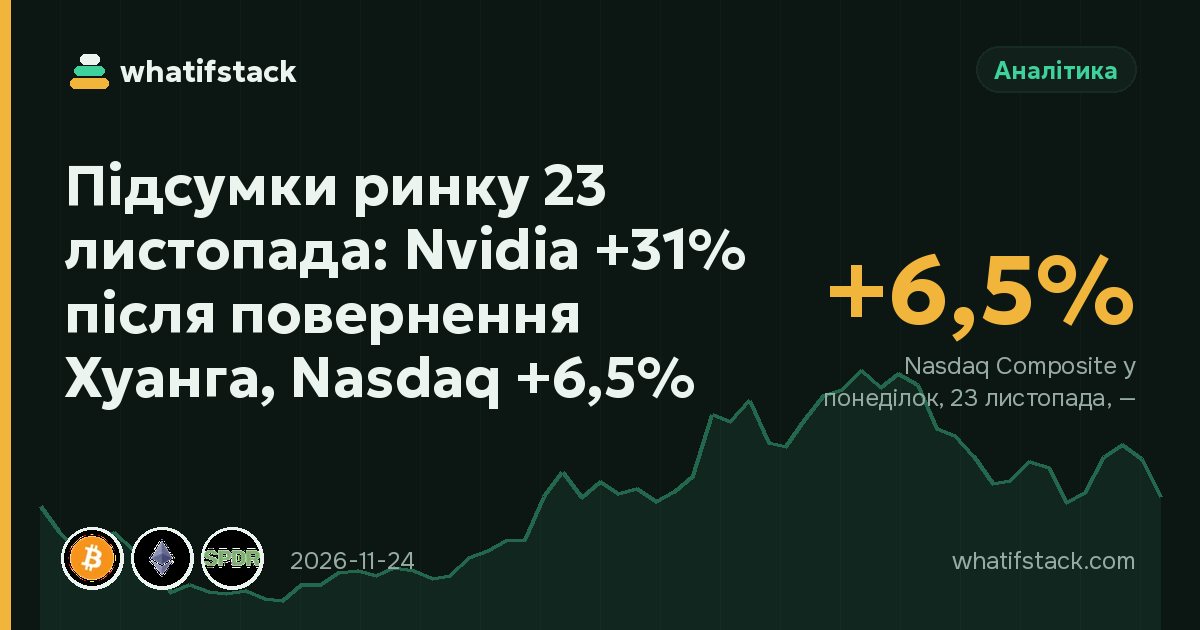 whatifstack
Аналітика
Підсумки ринку 23
листопада: Nvidia +31%
після повернення
Хуанга, Nasdaq +6,5%
+6,5%
Nasdaq Composite у
понеділок, 23 листопада, —
SPDR
2026-11-24
whatifstack.com